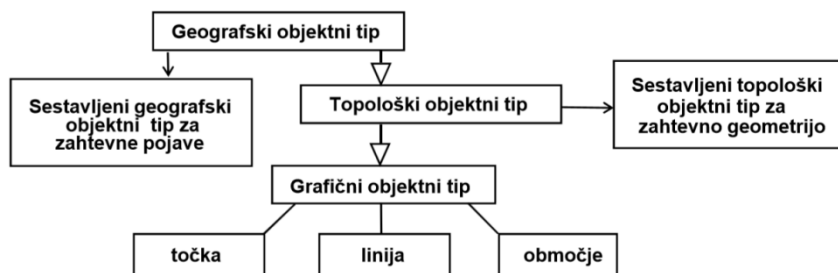 Geografski objektni tip
Sestavljeni geografski
objektni tip za
zahtevne pojave
Topološki objektni tip
Sestavljeni topološki
objektni tip za
zahtevno geometrijo
Grafični objektni tip
točka
linija
območje